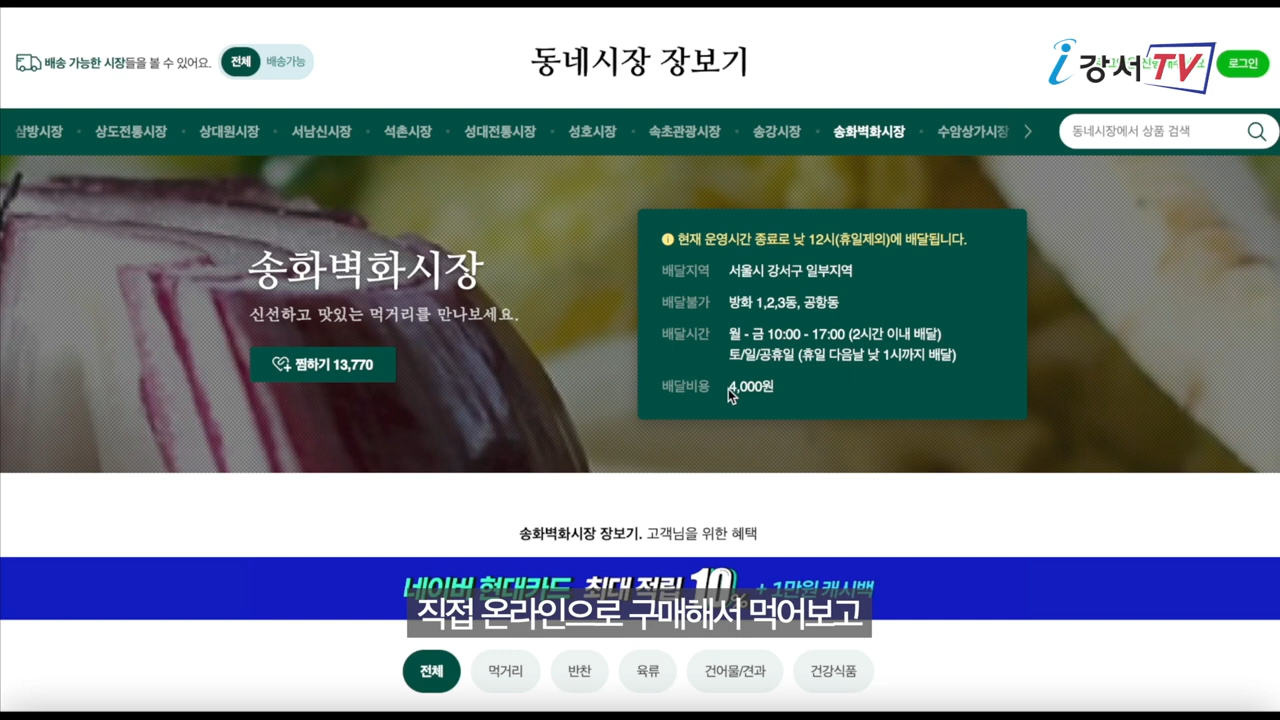 배송 가능한 시장들을 볼 수 있어요.
전체
배송가능
동네시장 장보기
i 강서 TV
로그인
삼방시장 • 상도전통시장 • 상대원시장 • 서남신시장 • 석촌시장 • 성대전통시장 • 성호시장 • 속초관광시장 • 송강시장 • 송화벽화시장 • 수암상가시장
동네시장에서 상품 검색
송화벽화시장
신선하고 맛있는 먹거리를 만나보세요.
찜하기 13,770
현재 운영시간 종료로 낮 12시(휴일제외)에 배달됩니다.
배달지역 서울시 강서구 일부지역
배달불가 방화 1,2,3동, 공항동
배달시간 월 - 금 10:00 - 17:00 (2시간 이내 배달)
토/일/공휴일 (휴일 다음날 낮 1시까지 배달)
배달비용 4,000원
송화벽화시장 장보기. 고객님을 위한 혜택
네이버 현대카드 최대 적립 10% + 1만원 캐시백
직접 온라인으로 구매해서 먹어보고
전체
먹거리
반찬
육류
건어물/견과
건강식품